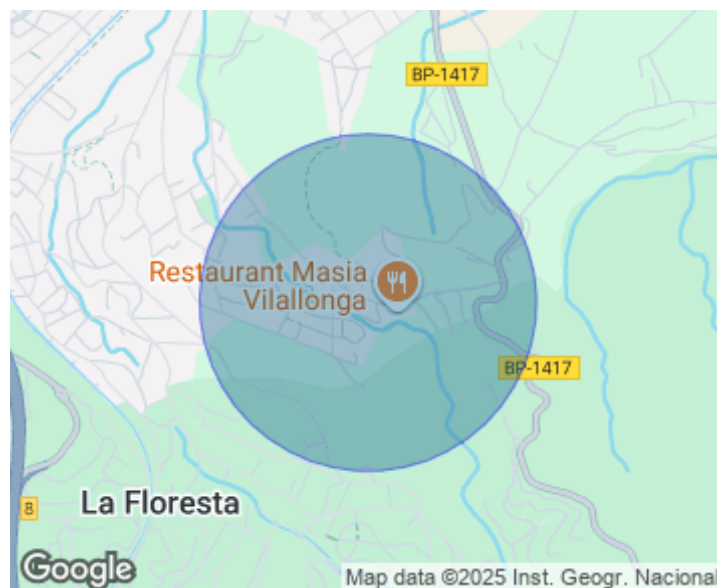 BP-1417
Restaurant Masia
Vilallonga
BP-1417
La Floresta
8
Google
Map data ©2025 Inst. Geogr. Nacional